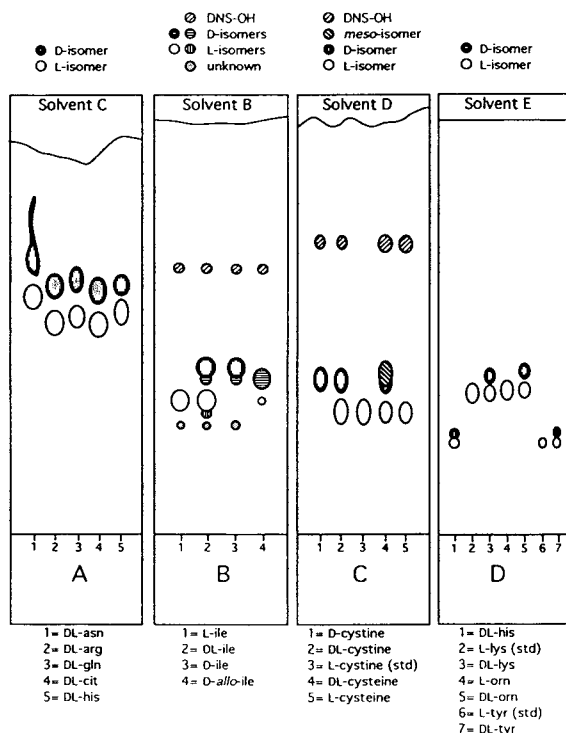 D-isomer
L-isomer
DNS-OH
D-isomers
L-isomers
unknown
DNS-OH
meso-isomer
D-isomer
L-isomer
D-isomer
L-isomer
Solvent C
Solvent B
Solvent D
Solvent E
1 2 3 4 5
1 2 3 4
1 2 3 4 5
1 2 3 4 5 6 7
A
B
C
D
1= DL-asn
2= DL-arg
3= DL-gln
4= DL-cit
5= DL-his
1= L-ile
2= DL-ile
3= D-ile
4= D-allo-ile
1= D-cystine
2= DL-cystine
3= L-cystine (std)
4= DL-cysteine
5= L-cysteine
1= DL-his
2= L-lys (std)
3= DL-lys
4= L-orn
5= DL-orn
6= L-tyr (std)
7= DL-tyr